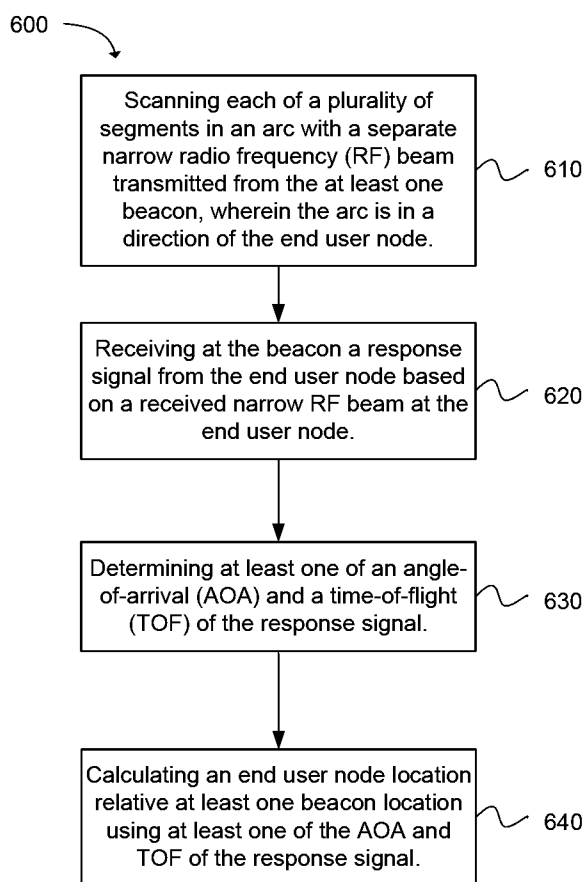 600
Scanning each of a plurality of
segments in an arc with a separate
narrow radio frequency (RF) beam
transmitted from the at least one
beacon, wherein the arc is in a
direction of the end user node.
610
Receiving at the beacon a response
signal from the end user node based
on a received narrow RF beam at the
end user node.
620
Determining at least one of an angle-
of-arrival (AOA) and a time-of-flight
(TOF) of the response signal.
630
Calculating an end user node location
relative at least one beacon location
using at least one of the AOA and
TOF of the response signal.
640